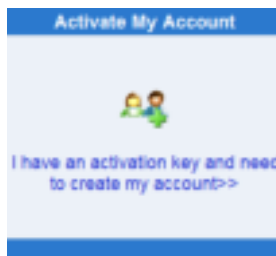 Activate My Account
I have an activation key and need
to create my account>>